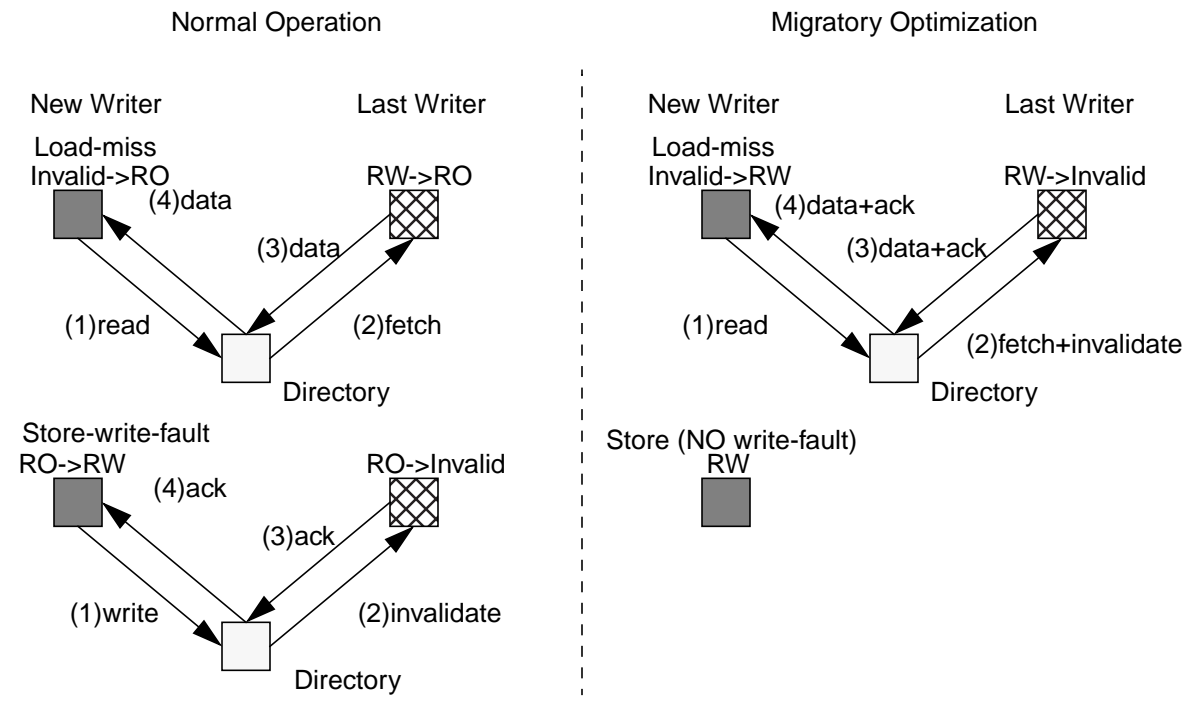 Normal Operation
New Writer
Last Writer
Load-miss
Invalid->RO
RW->RO
(4)data
(3)data
(1)read
(2)fetch
Directory
Store-write-fault
RO->RW
RO->Invalid
(4)ack
(3)ack
(1)write
(2)invalidate
Directory
Migratory Optimization
New Writer
Last Writer
Load-miss
Invalid->RW
RW->Invalid
(4)data+ack
(3)data+ack
(1)read
(2)fetch+invalidate
Directory
Store (NO write-fault)
RW